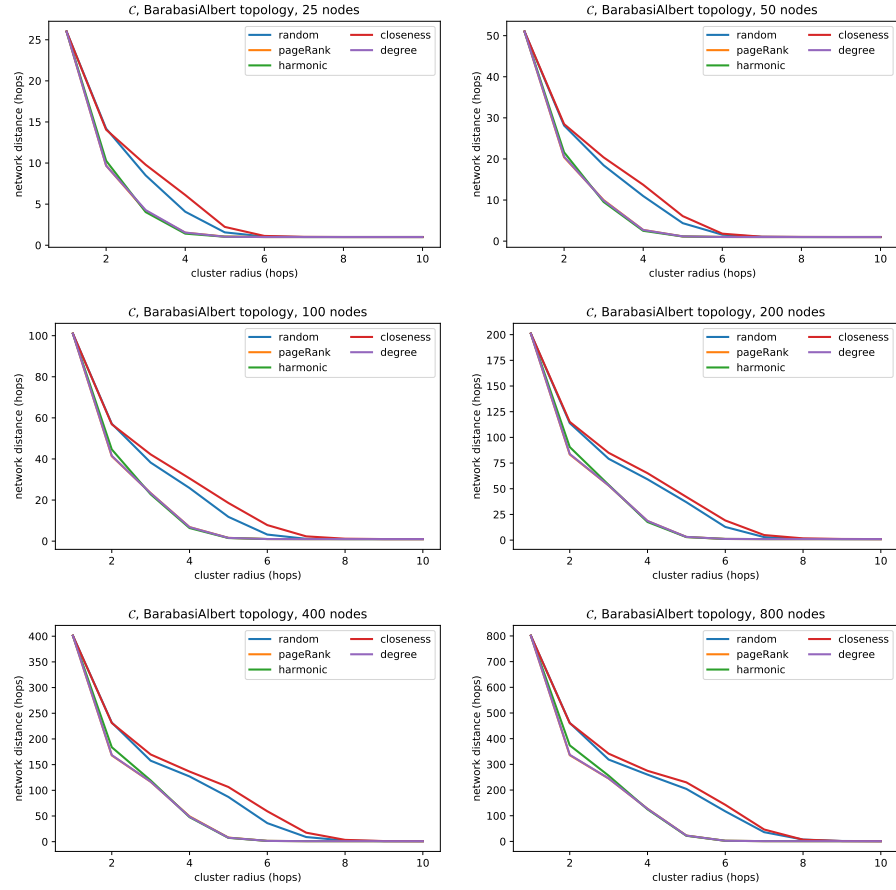 𝒞, BarabasiAlbert topology, 25 nodes
random
pageRank
harmonic
closeness
degree
network distance (hops)
25
20
15
10
5
0
2
4
6
8
10
cluster radius (hops)
𝒞, BarabasiAlbert topology, 50 nodes
random
pageRank
harmonic
closeness
degree
network distance (hops)
50
40
30
20
10
0
2
4
6
8
10
cluster radius (hops)
𝒞, BarabasiAlbert topology, 100 nodes
random
pageRank
harmonic
closeness
degree
network distance (hops)
100
80
60
40
20
0
2
4
6
8
10
cluster radius (hops)
𝒞, BarabasiAlbert topology, 200 nodes
random
pageRank
harmonic
closeness
degree
network distance (hops)
200
175
150
125
100
75
50
25
0
2
4
6
8
10
cluster radius (hops)
𝒞, BarabasiAlbert topology, 400 nodes
random
pageRank
harmonic
closeness
degree
network distance (hops)
400
350
300
250
200
150
100
50
0
2
4
6
8
10
cluster radius (hops)
𝒞, BarabasiAlbert topology, 800 nodes
random
pageRank
harmonic
closeness
degree
network distance (hops)
800
700
600
500
400
300
200
100
0
2
4
6
8
10
cluster radius (hops)